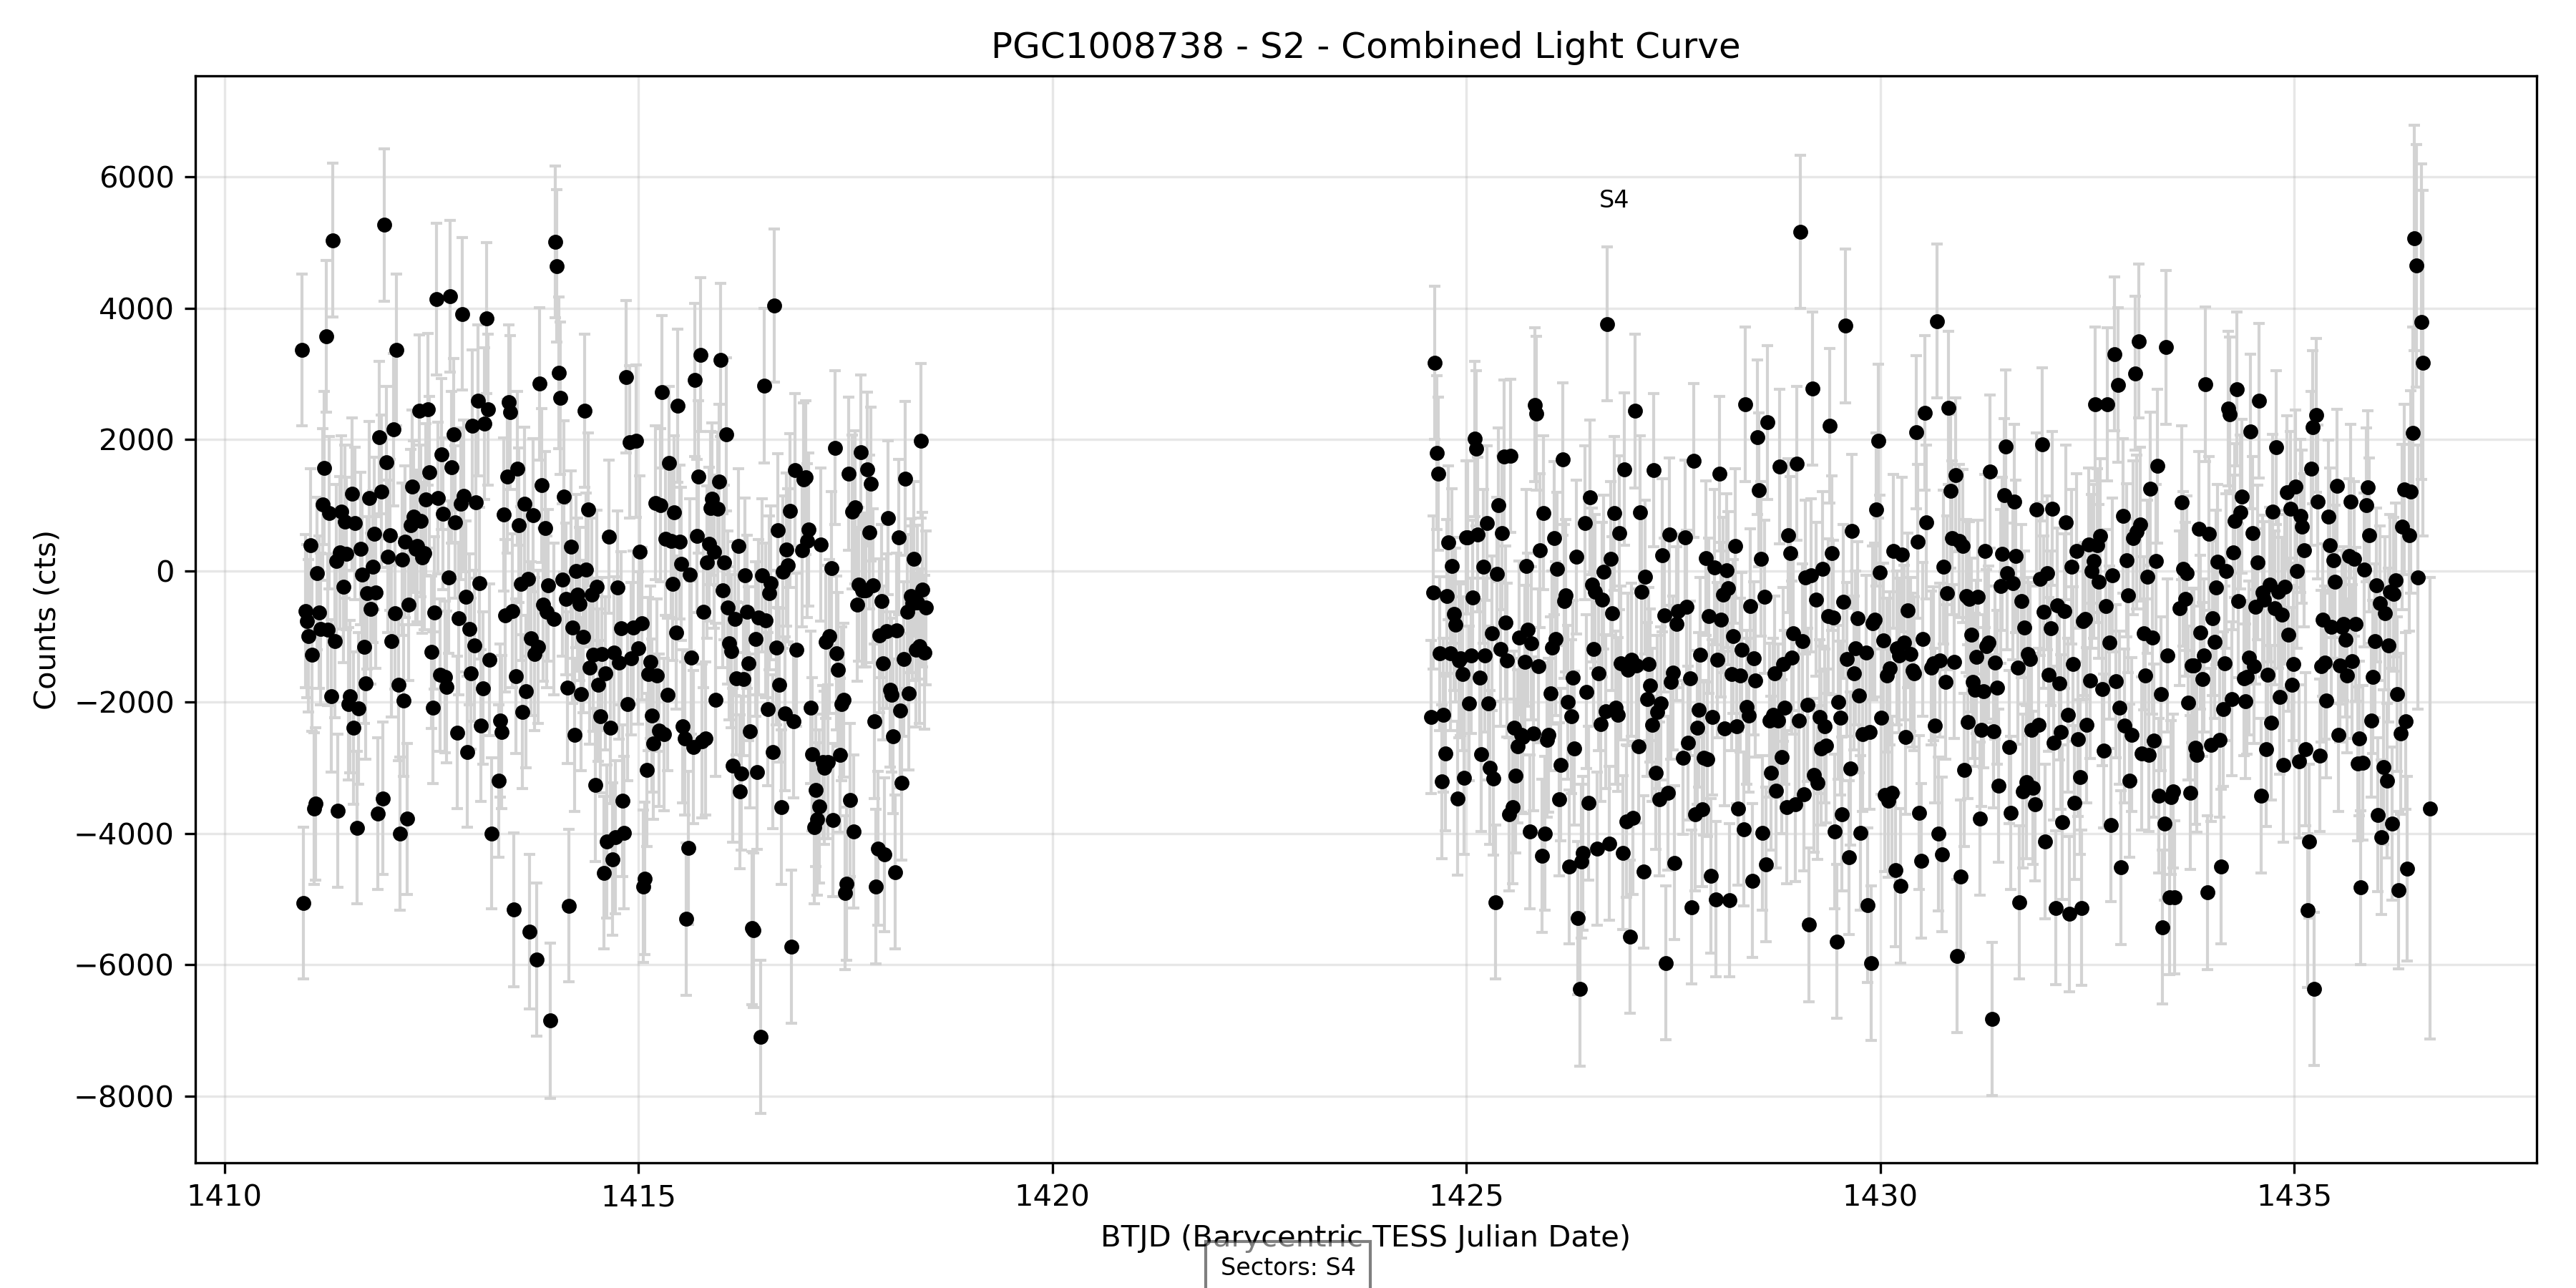 PGC1008738 - S2 - Combined Light Curve
Counts (cts)
6000
4000
2000
0
−2000
−4000
−6000
−8000
S4
1410
1415
1420
1425
1430
1435
BTJD (Barycentric TESS Julian Date)
Sectors: S4